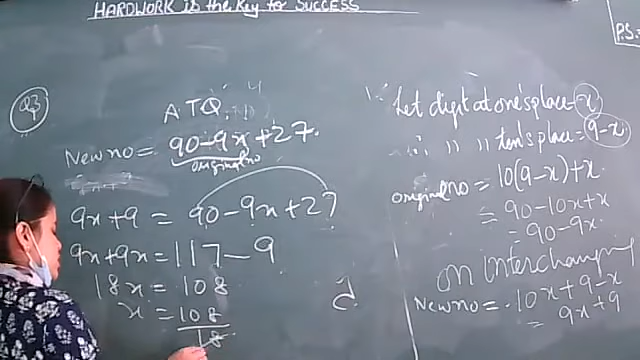 HARDWORK is the Key to SUCCESS
P.S.
Q3
ATQ
New no = 90-9x+27.
original no
9x+9 = 90-9x+27
9x+9x=117-9
18x = 108
x = 108
18
Let digit at one's place = x
" " ten's place = 9-x
original no = 10(9-x)+x.
= 90-10x+x
= 90-9x.
On Interchanging
New no = 10x+9-x
= 9x+9